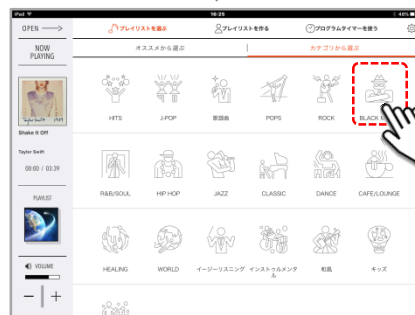 iPad
16:25
48%
OPEN
プレイリストを選ぶ
プレイリストを作る
プログラムタイマーを使う
NOW
PLAYING
オススメから選ぶ
カテゴリから選ぶ
Taylor Swift 1989
Shake It Off
Taylor Swift
00:00 / 03:39
PLAYLIST
VOLUME
HITS
J-POP
歌謡曲
POPS
ROCK
BLACK
R&B/SOUL
HIP HOP
JAZZ
CLASSIC
DANCE
CAFE/LOUNGE
HEALING
WORLD
イージーリスニング
インストゥルメンタ
ル
和風
キッズ